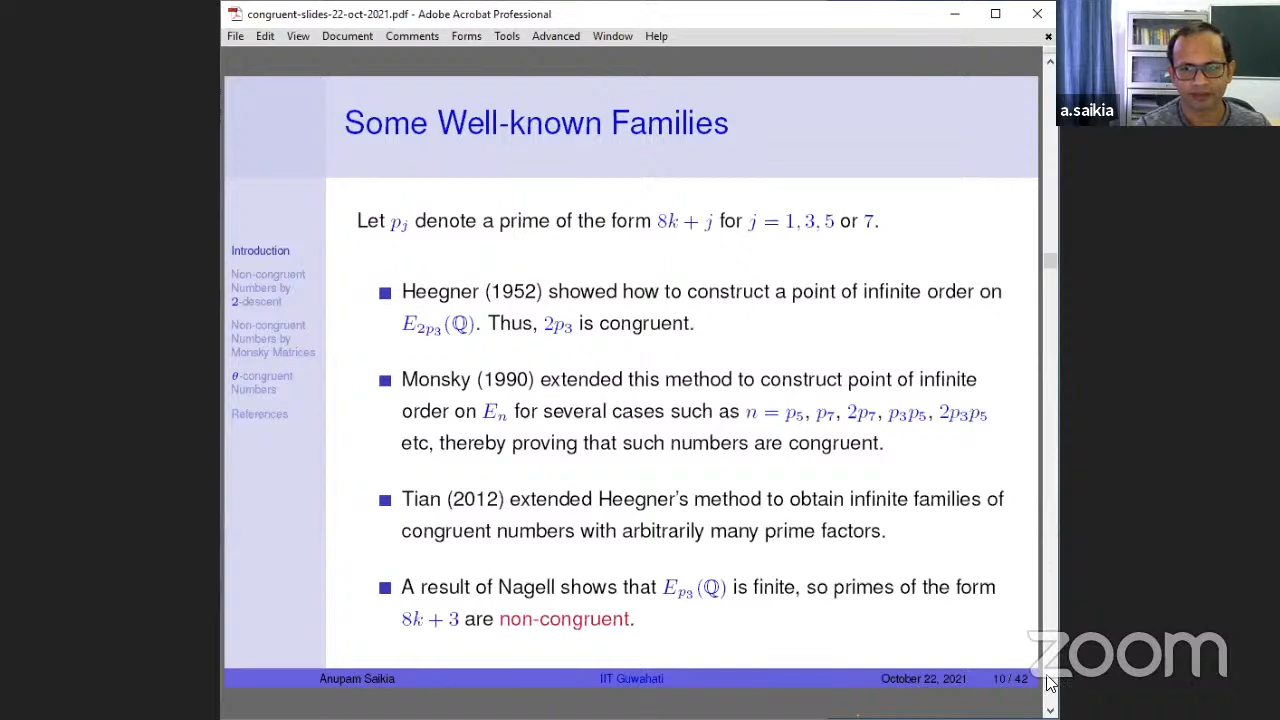 congruent-slides-22-oct-2021.pdf - Adobe Acrobat Professional
File Edit View Document Comments Forms Tools Advanced Window Help
a.saikia
Some Well-known Families
Let p_j denote a prime of the form 8k + j for j = 1, 3, 5 or 7.
Introduction
Non-congruent
Numbers by
2-descent
Non-congruent
Numbers by
Monsky Matrices
θ-congruent
Numbers
References
Heegner (1952) showed how to construct a point of infinite order on
E_{2p_3}(ℚ). Thus, 2p_3 is congruent.
Monsky (1990) extended this method to construct point of infinite
order on E_n for several cases such as n = p_5, p_7, 2p_7, p_3p_5, 2p_3p_5
etc, thereby proving that such numbers are congruent.
Tian (2012) extended Heegner's method to obtain infinite families of
congruent numbers with arbitrarily many prime factors.
A result of Nagell shows that E_{p_3}(ℚ) is finite, so primes of the form
8k + 3 are non-congruent.
Anupam Saikia IIT Guwahati October 22, 2021 10 / 42
zoom